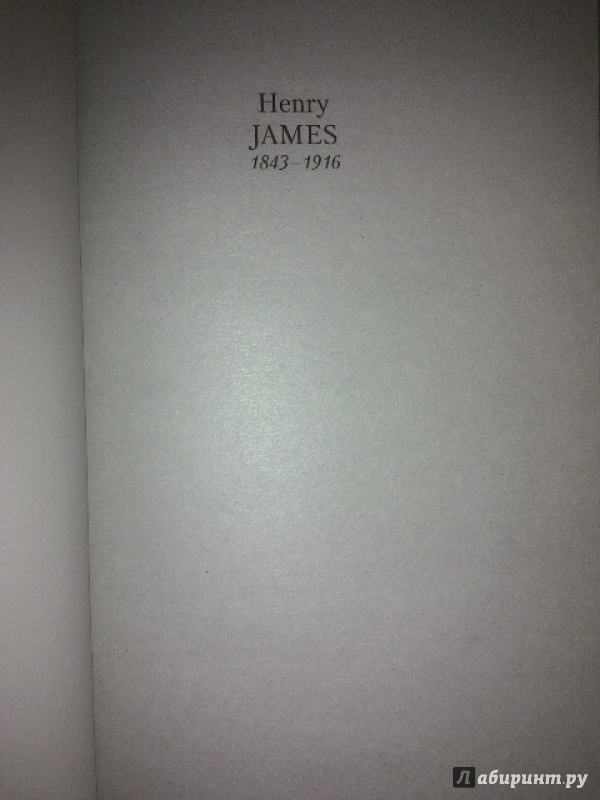 Henry
JAMES
1843–1916
Лабиринт.ру